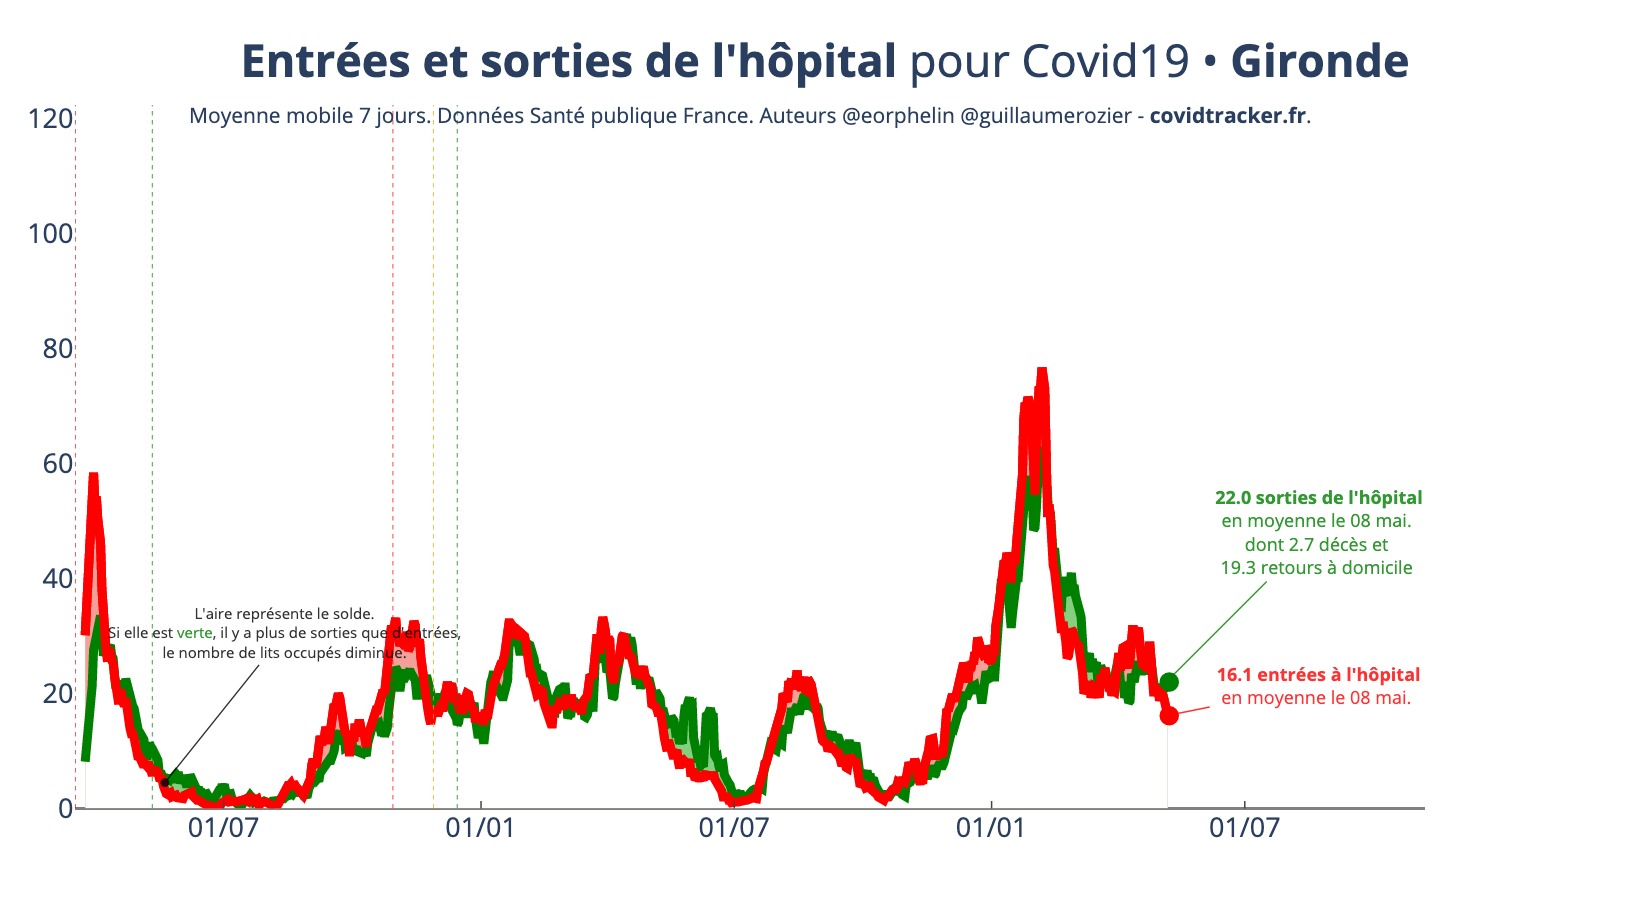 Entrées et sorties de l'hôpital pour Covid19 • Gironde
Moyenne mobile 7 jours. Données Santé publique France. Auteurs @eorphelin @guillaumerozier - covidtracker.fr.
120
100
80
60
40
20
0
L'aire représente le solde.
Si elle est verte, il y a plus de sorties que d'entrées,
le nombre de lits occupés diminue.
22.0 sorties de l'hôpital
en moyenne le 08 mai.
dont 2.7 décès et
19.3 retours à domicile
16.1 entrées à l'hôpital
en moyenne le 08 mai.
01/07
01/01
01/07
01/01
01/07